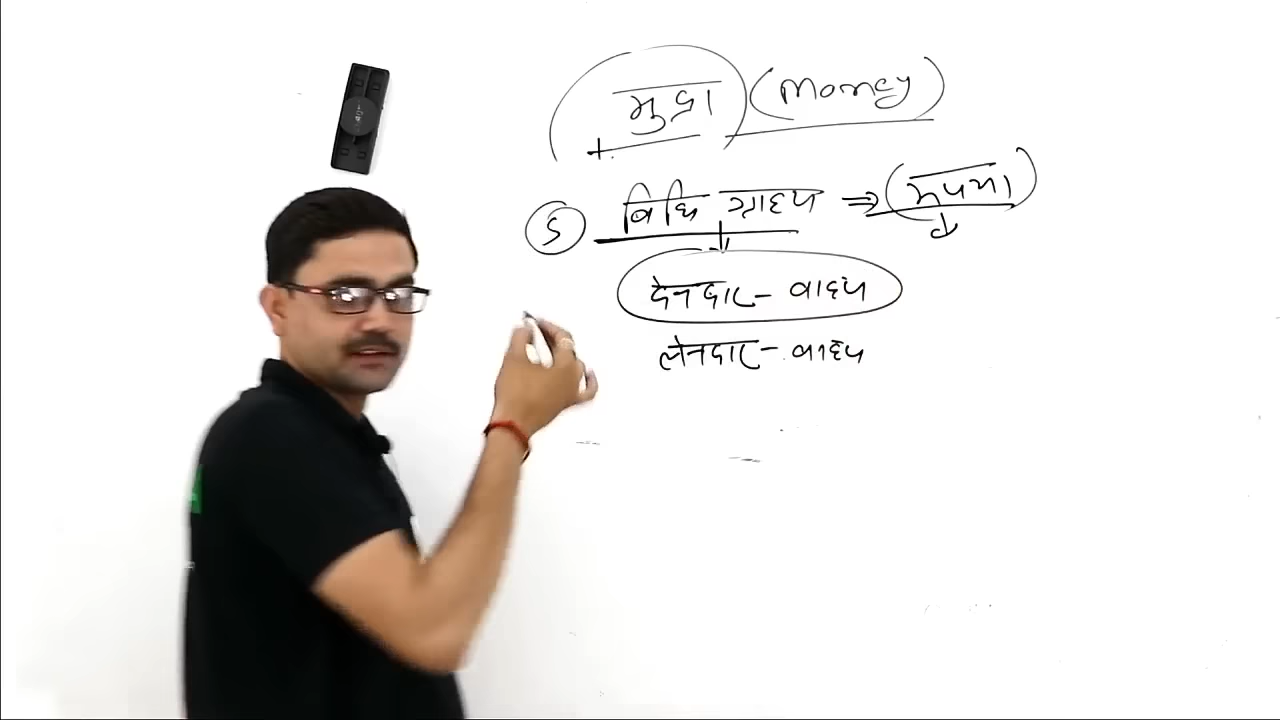 मुद्रा (Money)
5 विधि ग्राह्य ⇒ (रुपया)
देनदार - बाध्य
लेनदार - बाध्य